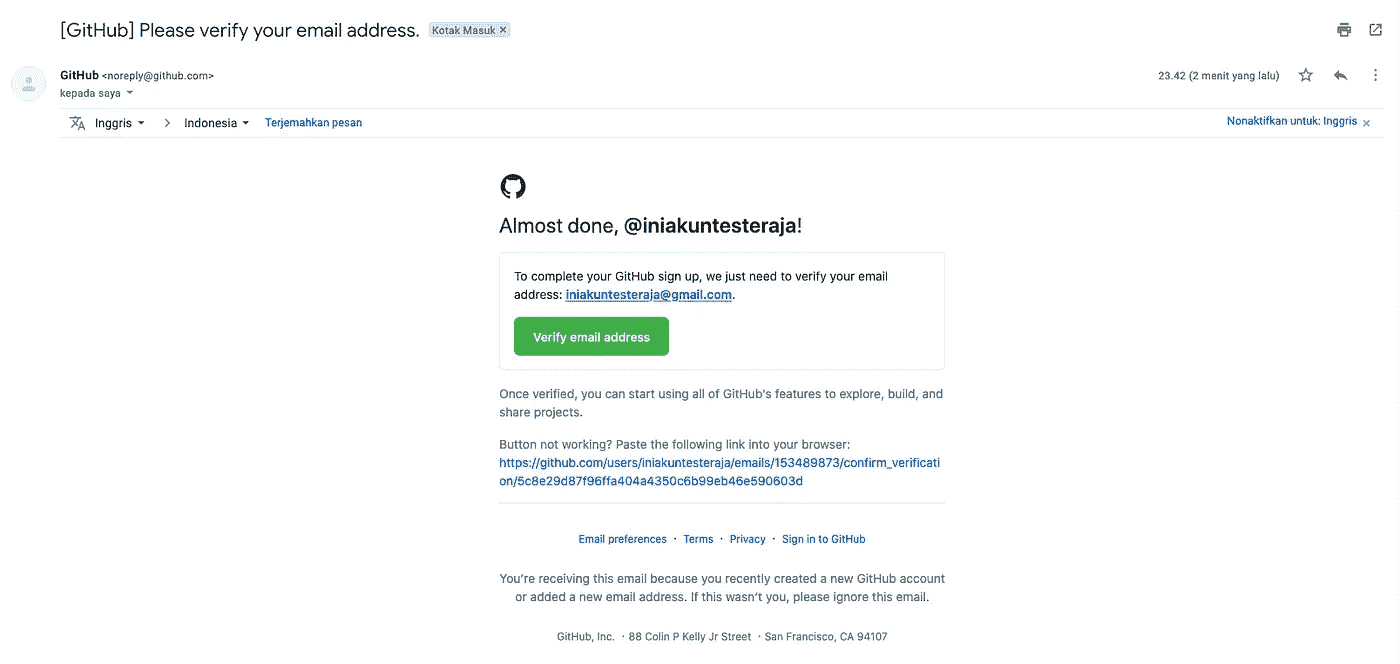 [GitHub] Please verify your email address. Kotak Masuk ×
GitHub <noreply@github.com> 23.42 (2 menit yang lalu)
kepada saya
Inggris > Indonesia Terjemahkan pesan Nonaktifkan untuk: Inggris ×
Almost done, @iniakuntesteraja!
To complete your GitHub sign up, we just need to verify your email
address: iniakuntesteraja@gmail.com.
Verify email address
Once verified, you can start using all of GitHub's features to explore, build, and
share projects.
Button not working? Paste the following link into your browser:
https://github.com/users/iniakuntesteraja/emails/153489873/confirm_verificati
on/5c8e29d87f96ffa404a4350c6b99eb46e590603d
Email preferences · Terms · Privacy · Sign in to GitHub
You're receiving this email because you recently created a new GitHub account
or added a new email address. If this wasn't you, please ignore this email.
GitHub, Inc. · 88 Colin P Kelly Jr Street · San Francisco, CA 94107